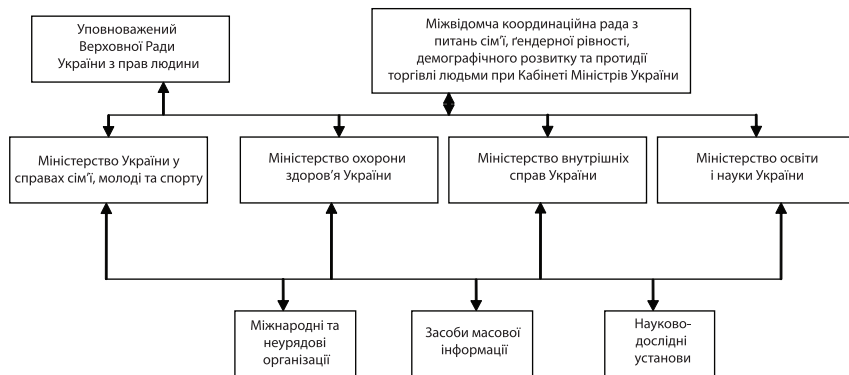 Уповноважений
Верховної Ради
України з прав людини
Міжвідомча координаційна рада з
питань сім’ї, ґендерної рівності,
демографічного розвитку та протидії
торгівлі людьми при Кабінеті Міністрів України
Міністерство України у
справах сім’ї, молоді та спорту
Міністерство охорони
здоров’я України
Міністерство внутрішніх
справ України
Міністерство освіти
і науки України
Міжнародні та
неурядові
організації
Засоби масової
інформації
Науково-
дослідні
установи